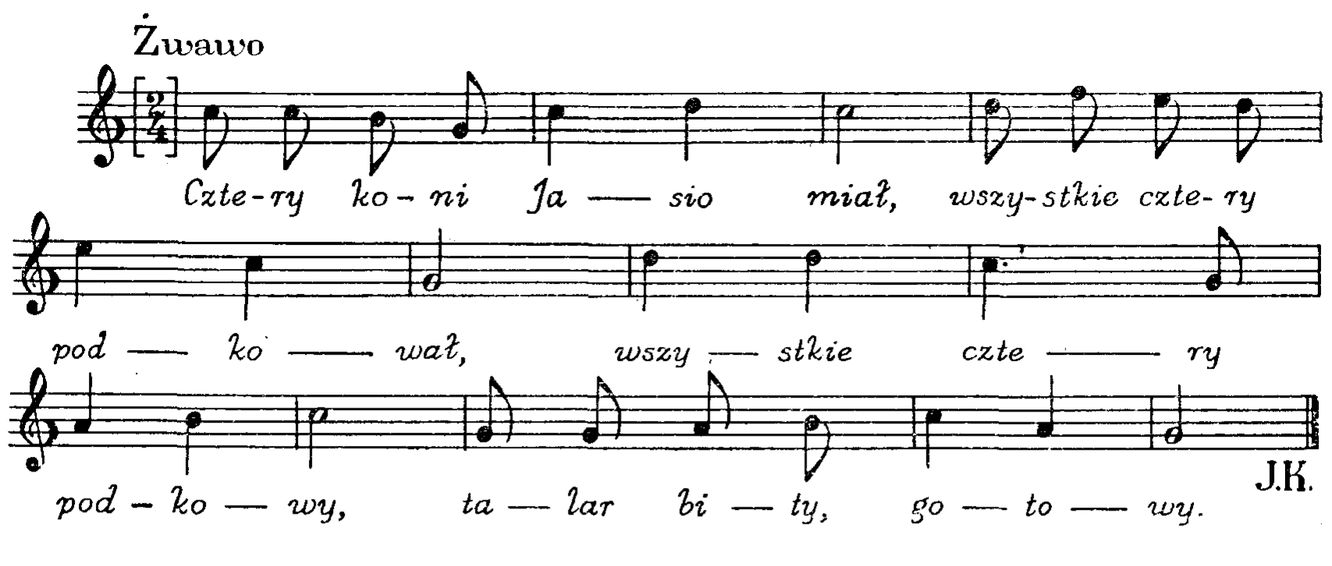 Żwawo
[2/4]
Czte-ry ko-ni Ja — sio miał, wszy-stkie czte-ry
pod — ko — wał, wszy — stkie czte — ry
pod - ko — wy, ta — lar bi — ty, go — to — wy.
J.K.